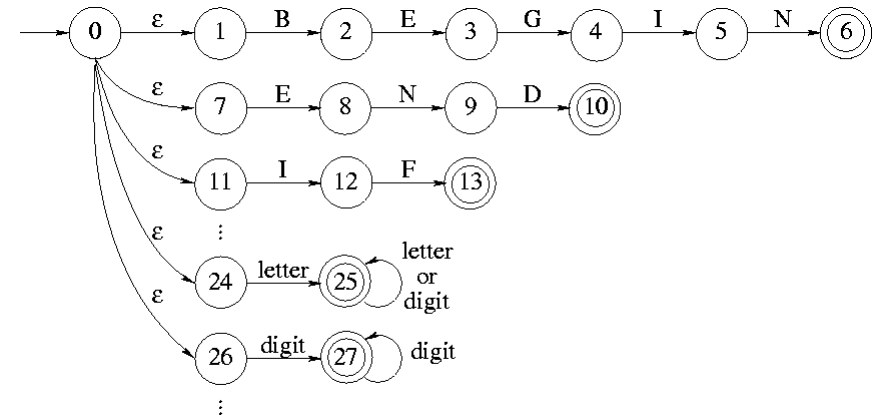 0 ε 1 B 2 E 3 G 4 I 5 N 6
ε 7 E 8 N 9 D 10
ε 11 I 12 F 13
⋮
ε 24 letter 25 letter
or
digit
ε 26 digit 27 digit
⋮